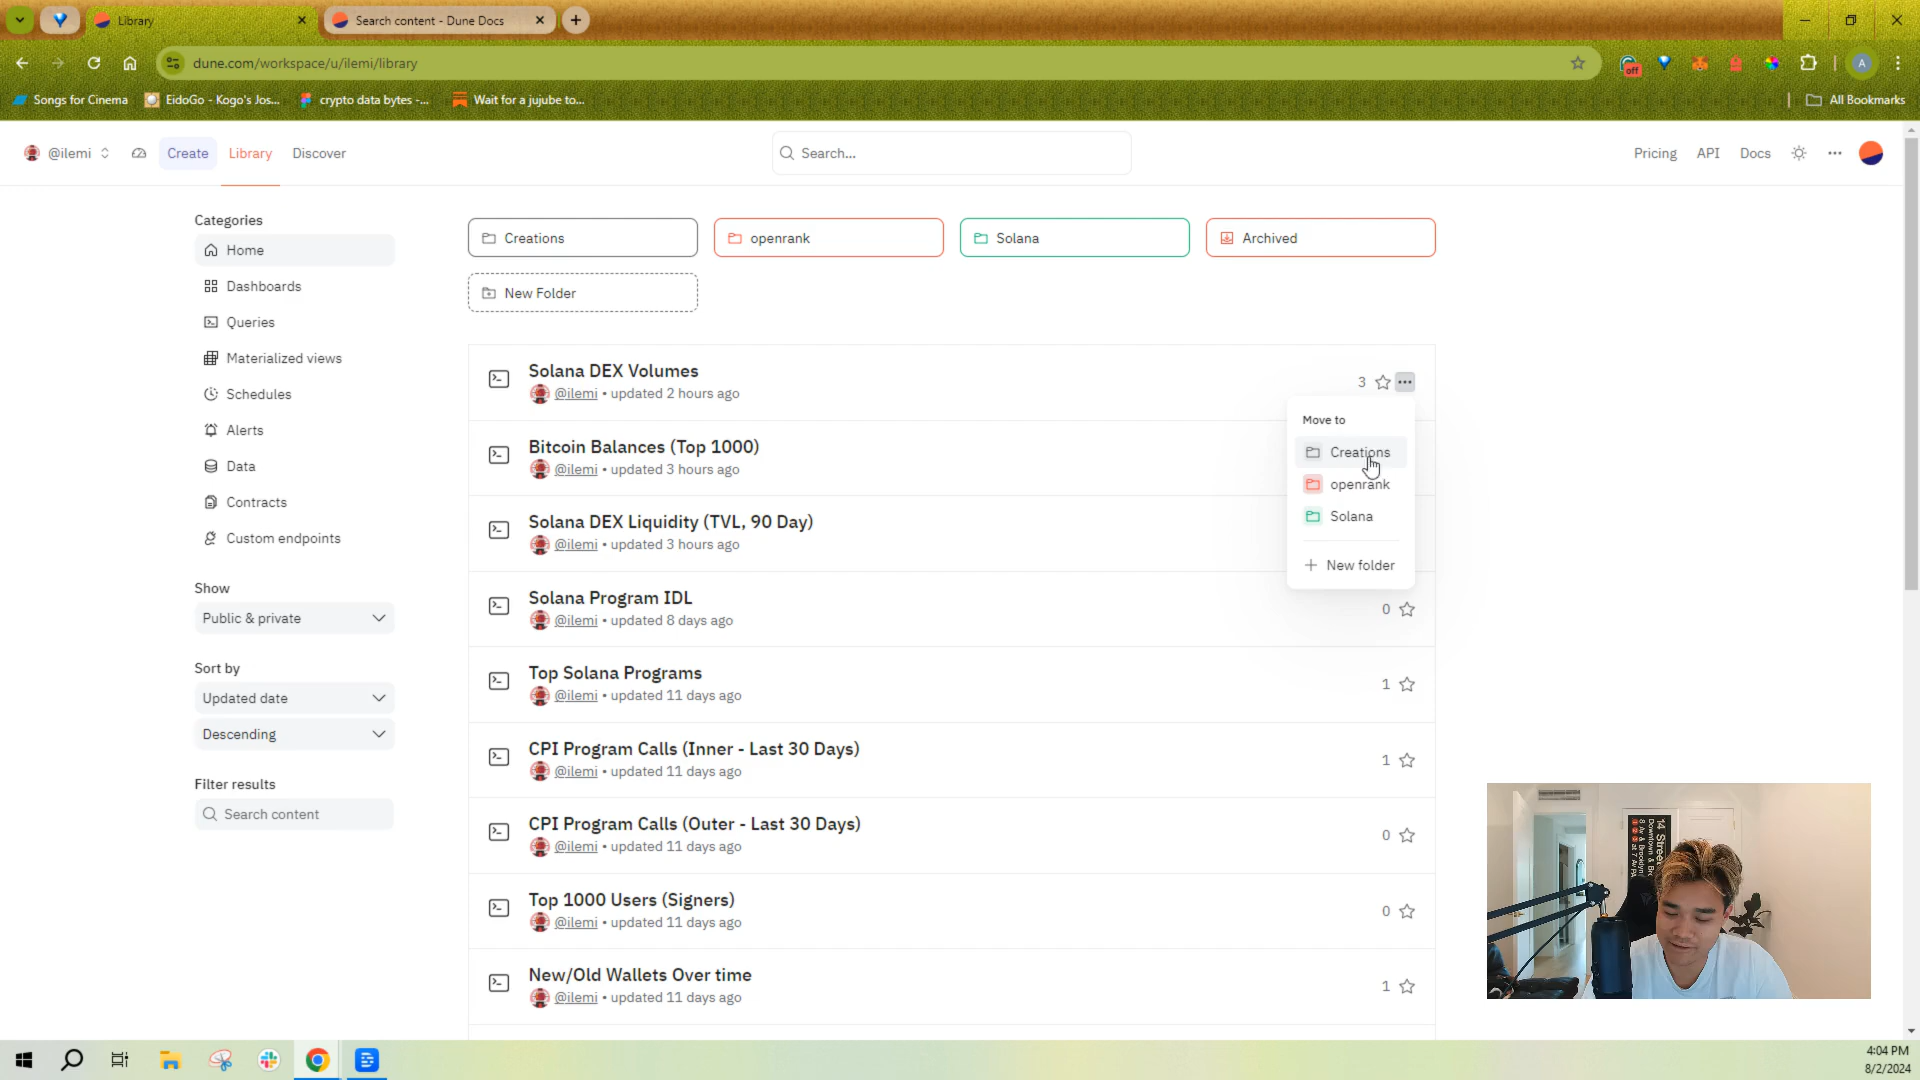 Library
Search content - Dune Docs
dune.com/workspace/u/ilemi/library
off
A
Songs for Cinema
EidoGo - Kogo's Jos...
crypto data bytes -...
Wait for a jujube to...
All Bookmarks
@ilemi
Create
Library
Discover
Search...
Pricing
API
Docs
Categories
Home
Dashboards
Queries
Materialized views
Schedules
Alerts
Data
Contracts
Custom endpoints
Show
Public & private
Sort by
Updated date
Descending
Filter results
Search content
Creations
openrank
Solana
Archived
New Folder
Solana DEX Volumes
@ilemi • updated 2 hours ago
3
Bitcoin Balances (Top 1000)
@ilemi • updated 3 hours ago
Solana DEX Liquidity (TVL, 90 Day)
@ilemi • updated 3 hours ago
Solana Program IDL
@ilemi • updated 8 days ago
0
Top Solana Programs
@ilemi • updated 11 days ago
1
CPI Program Calls (Inner - Last 30 Days)
@ilemi • updated 11 days ago
1
CPI Program Calls (Outer - Last 30 Days)
@ilemi • updated 11 days ago
0
Top 1000 Users (Signers)
@ilemi • updated 11 days ago
0
New/Old Wallets Over time
@ilemi • updated 11 days ago
1
Move to
Creations
openrank
Solana
New folder
14 Stree
Downtown & Br
8 Av & Brooklyn
4:04 PM
8/2/2024